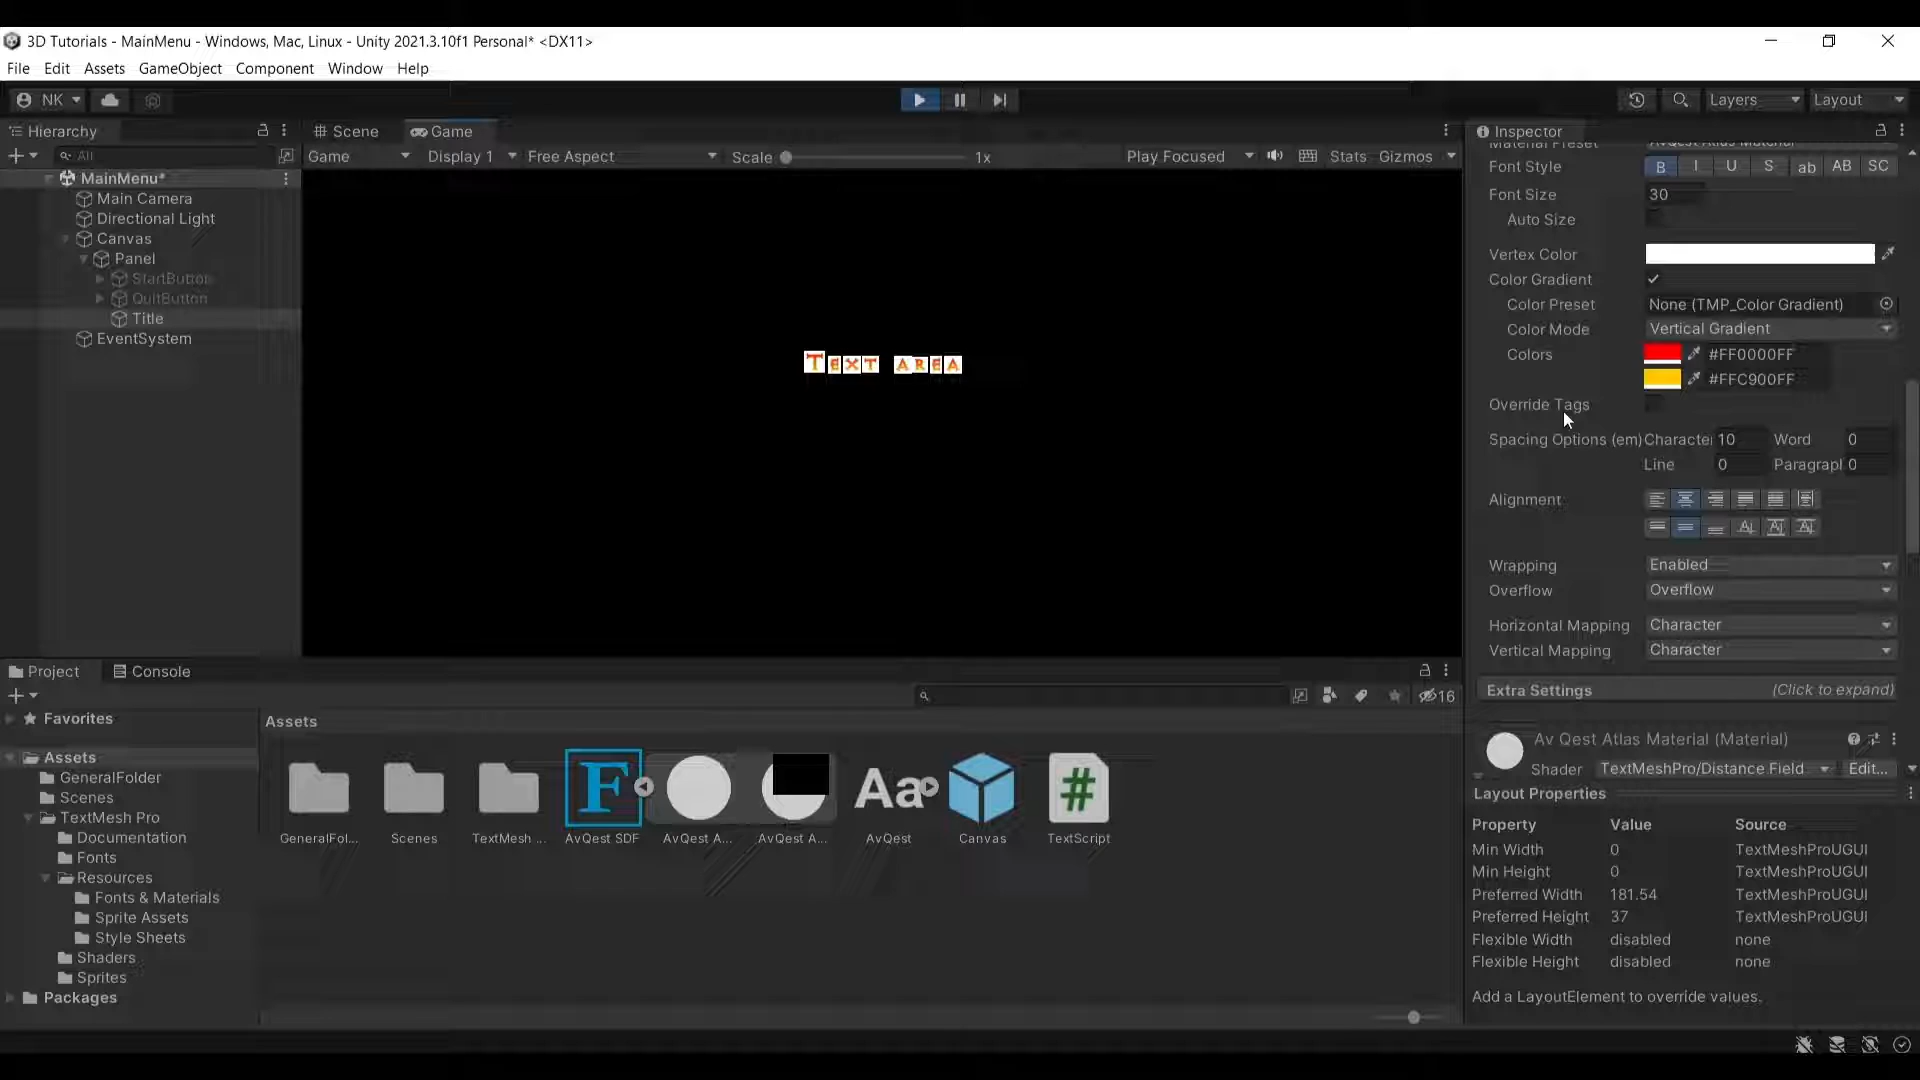 3D Tutorials - MainMenu - Windows, Mac, Linux - Unity 2021.3.10f1 Personal* <DX11>
File Edit Assets GameObject Component Window Help
NK Layers Layout
Hierarchy Scene Game Inspector
All Game Display 1 Free Aspect Scale 1x Play Focused Stats Gizmos
MainMenu*
Main Camera
Directional Light
Canvas
Panel
StartButton
QuitButton
Title
EventSystem
TEXT AREA
Material Preset AvQest Atlas Material
Font Style B I U S ab AB SC
Font Size 30
Auto Size
Vertex Color
Color Gradient
Color Preset None (TMP_Color Gradient)
Color Mode Vertical Gradient
Colors #FF0000FF
#FFC900FF
Override Tags
Spacing Options (em) Character 10 Word 0
Line 0 Paragrapl 0
Alignment
Wrapping Enabled
Overflow Overflow
Horizontal Mapping Character
Vertical Mapping Character
Extra Settings (Click to expand)
Av Qest Atlas Material (Material)
Shader TextMeshPro/Distance Field Edit...
Layout Properties
Property Value Source
Min Width 0 TextMeshProUGUI
Min Height 0 TextMeshProUGUI
Preferred Width 181.54 TextMeshProUGUI
Preferred Height 37 TextMeshProUGUI
Flexible Width disabled none
Flexible Height disabled none
Add a LayoutElement to override values.
Project Console
16
Favorites
Assets
GeneralFolder
Scenes
TextMesh Pro
Documentation
Fonts
Resources
Fonts & Materials
Sprite Assets
Style Sheets
Shaders
Sprites
Packages
Assets
F Aa #
GeneralFol... Scenes TextMesh ... AvQest SDF AvQest A... AvQest A... AvQest Canvas TextScript